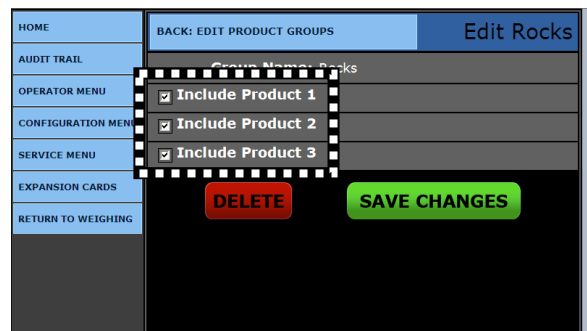 HOME
AUDIT TRAIL
OPERATOR MENU
CONFIGURATION MENU
SERVICE MENU
EXPANSION CARDS
RETURN TO WEIGHING
BACK: EDIT PRODUCT GROUPS
Edit Rocks
Group Name: Rocks
Include Product 1
Include Product 2
Include Product 3
DELETE
SAVE CHANGES